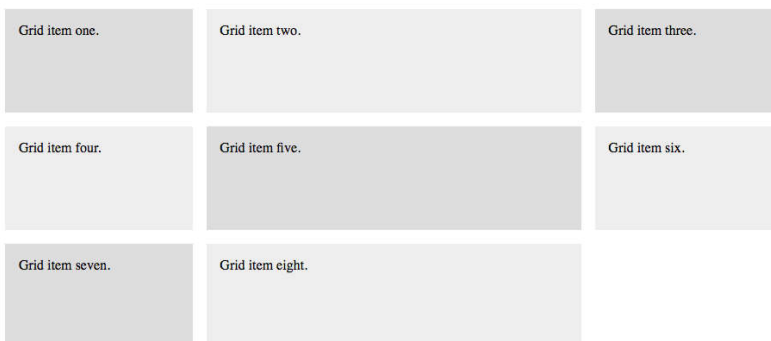 Grid item one.
Grid item two.
Grid item three.
Grid item four.
Grid item five.
Grid item six.
Grid item seven.
Grid item eight.